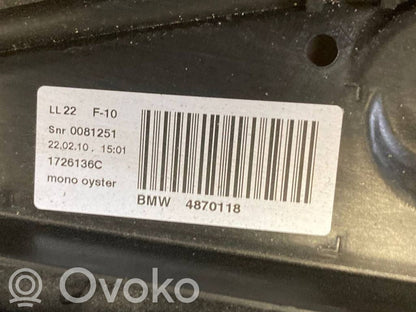 LL 22 F-10
Snr 0081251
22.02.10. 15:01
1726136C
mono oyster
BMW 4870118
Ovoko